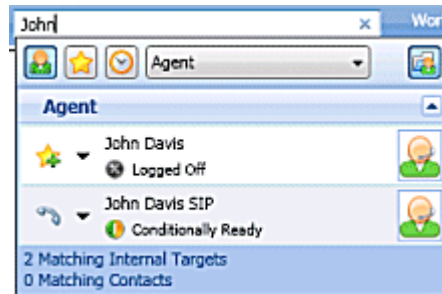 John
Wor
Agent
Agent
John Davis
Logged Off
John Davis SIP
Conditionally Ready
2 Matching Internal Targets
0 Matching Contacts